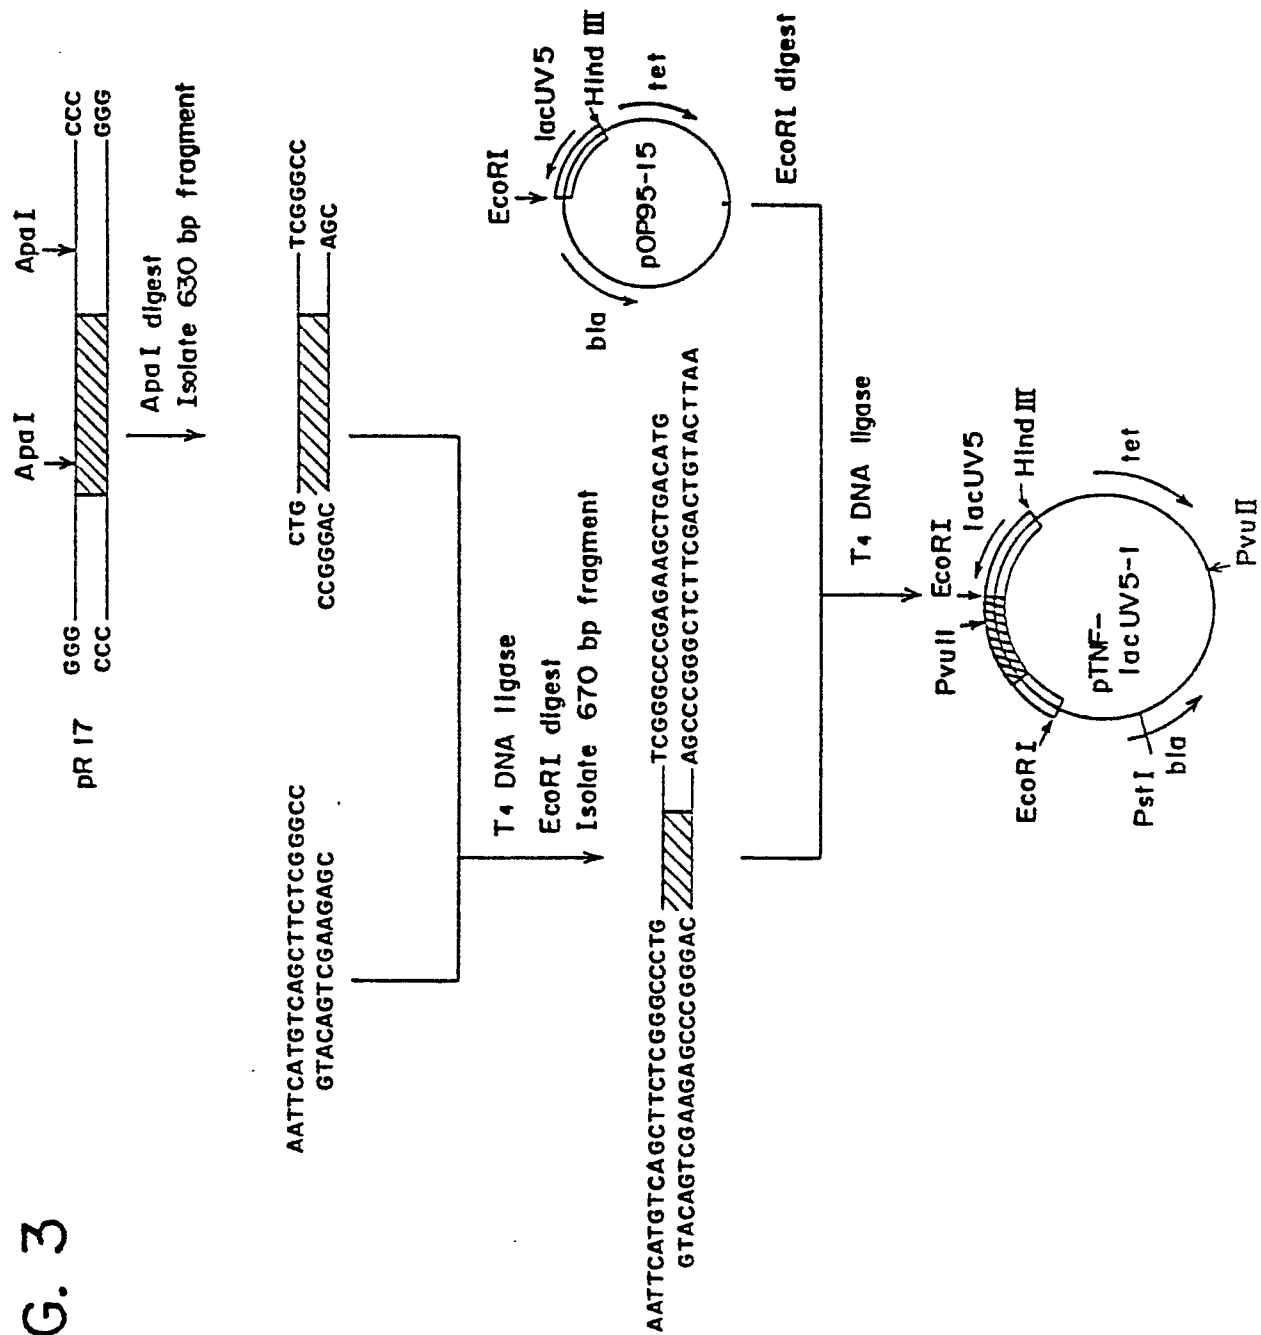 G. 3
pR 17
GGG
CCC
ApaI
ApaI
CCC
GGG
ApaI digest
Isolate 630 bp fragment
AATTCATGTCAGCTTCTCGGGCC
GTACAGTCGAAGAGC
CTG
CCGGGAC
TCGGGCC
AGC
T4 DNA ligase
EcoRI digest
Isolate 670 bp fragment
EcoRI
lacUV5
HindIII
tet
bla
pOP95-15
AATTCATGTCAGCTTCTCGGGCCCTG
GTACAGTCGAAGAGCCCGGGAC
TCGGGCCCGAGAAGCTGACATG
AGCCCGGGCTCTTCGACTGTACTTAA
EcoRI digest
T4 DNA ligase
PvuII
EcoRI
lacUV5
HindIII
EcoRI
tet
pTNF-
lacUV5-1
PstI
bla
PvuII